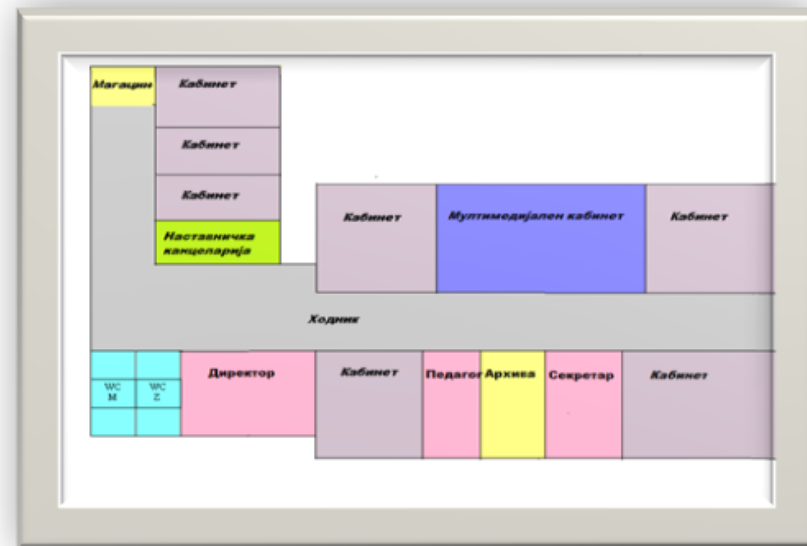 Магацин
Кабинет
Кабинет
Кабинет
Наставничка
канцеларија
Кабинет
Мултимедијален кабинет
Кабинет
Ходник
WC
M
WC
Z
Директор
Кабинет
Педагог
Архива
Секретар
Кабинет